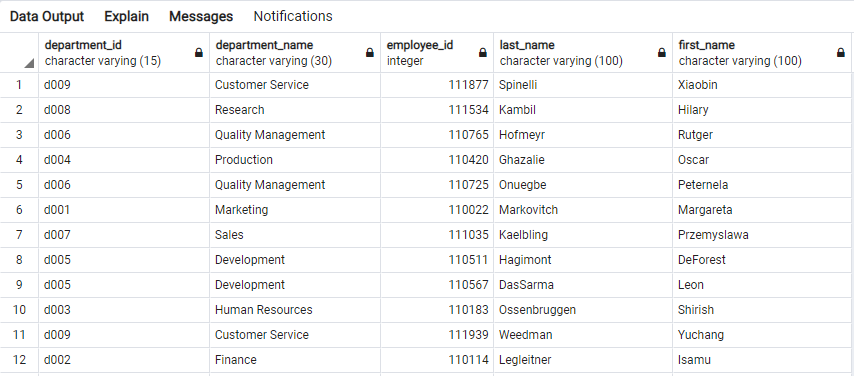 Data Output Explain Messages Notifications
department_id department_name employee_id last_name first_name
character varying (15) character varying (30) integer character varying (100) character varying (100)
1 d009 Customer Service 111877 Spinelli Xiaobin
2 d008 Research 111534 Kambil Hilary
3 d006 Quality Management 110765 Hofmeyr Rutger
4 d004 Production 110420 Ghazalie Oscar
5 d006 Quality Management 110725 Onuegbe Peternela
6 d001 Marketing 110022 Markovitch Margareta
7 d007 Sales 111035 Kaelbling Przemyslawa
8 d005 Development 110511 Hagimont DeForest
9 d005 Development 110567 DasSarma Leon
10 d003 Human Resources 110183 Ossenbruggen Shirish
11 d009 Customer Service 111939 Weedman Yuchang
12 d002 Finance 110114 Legleitner Isamu